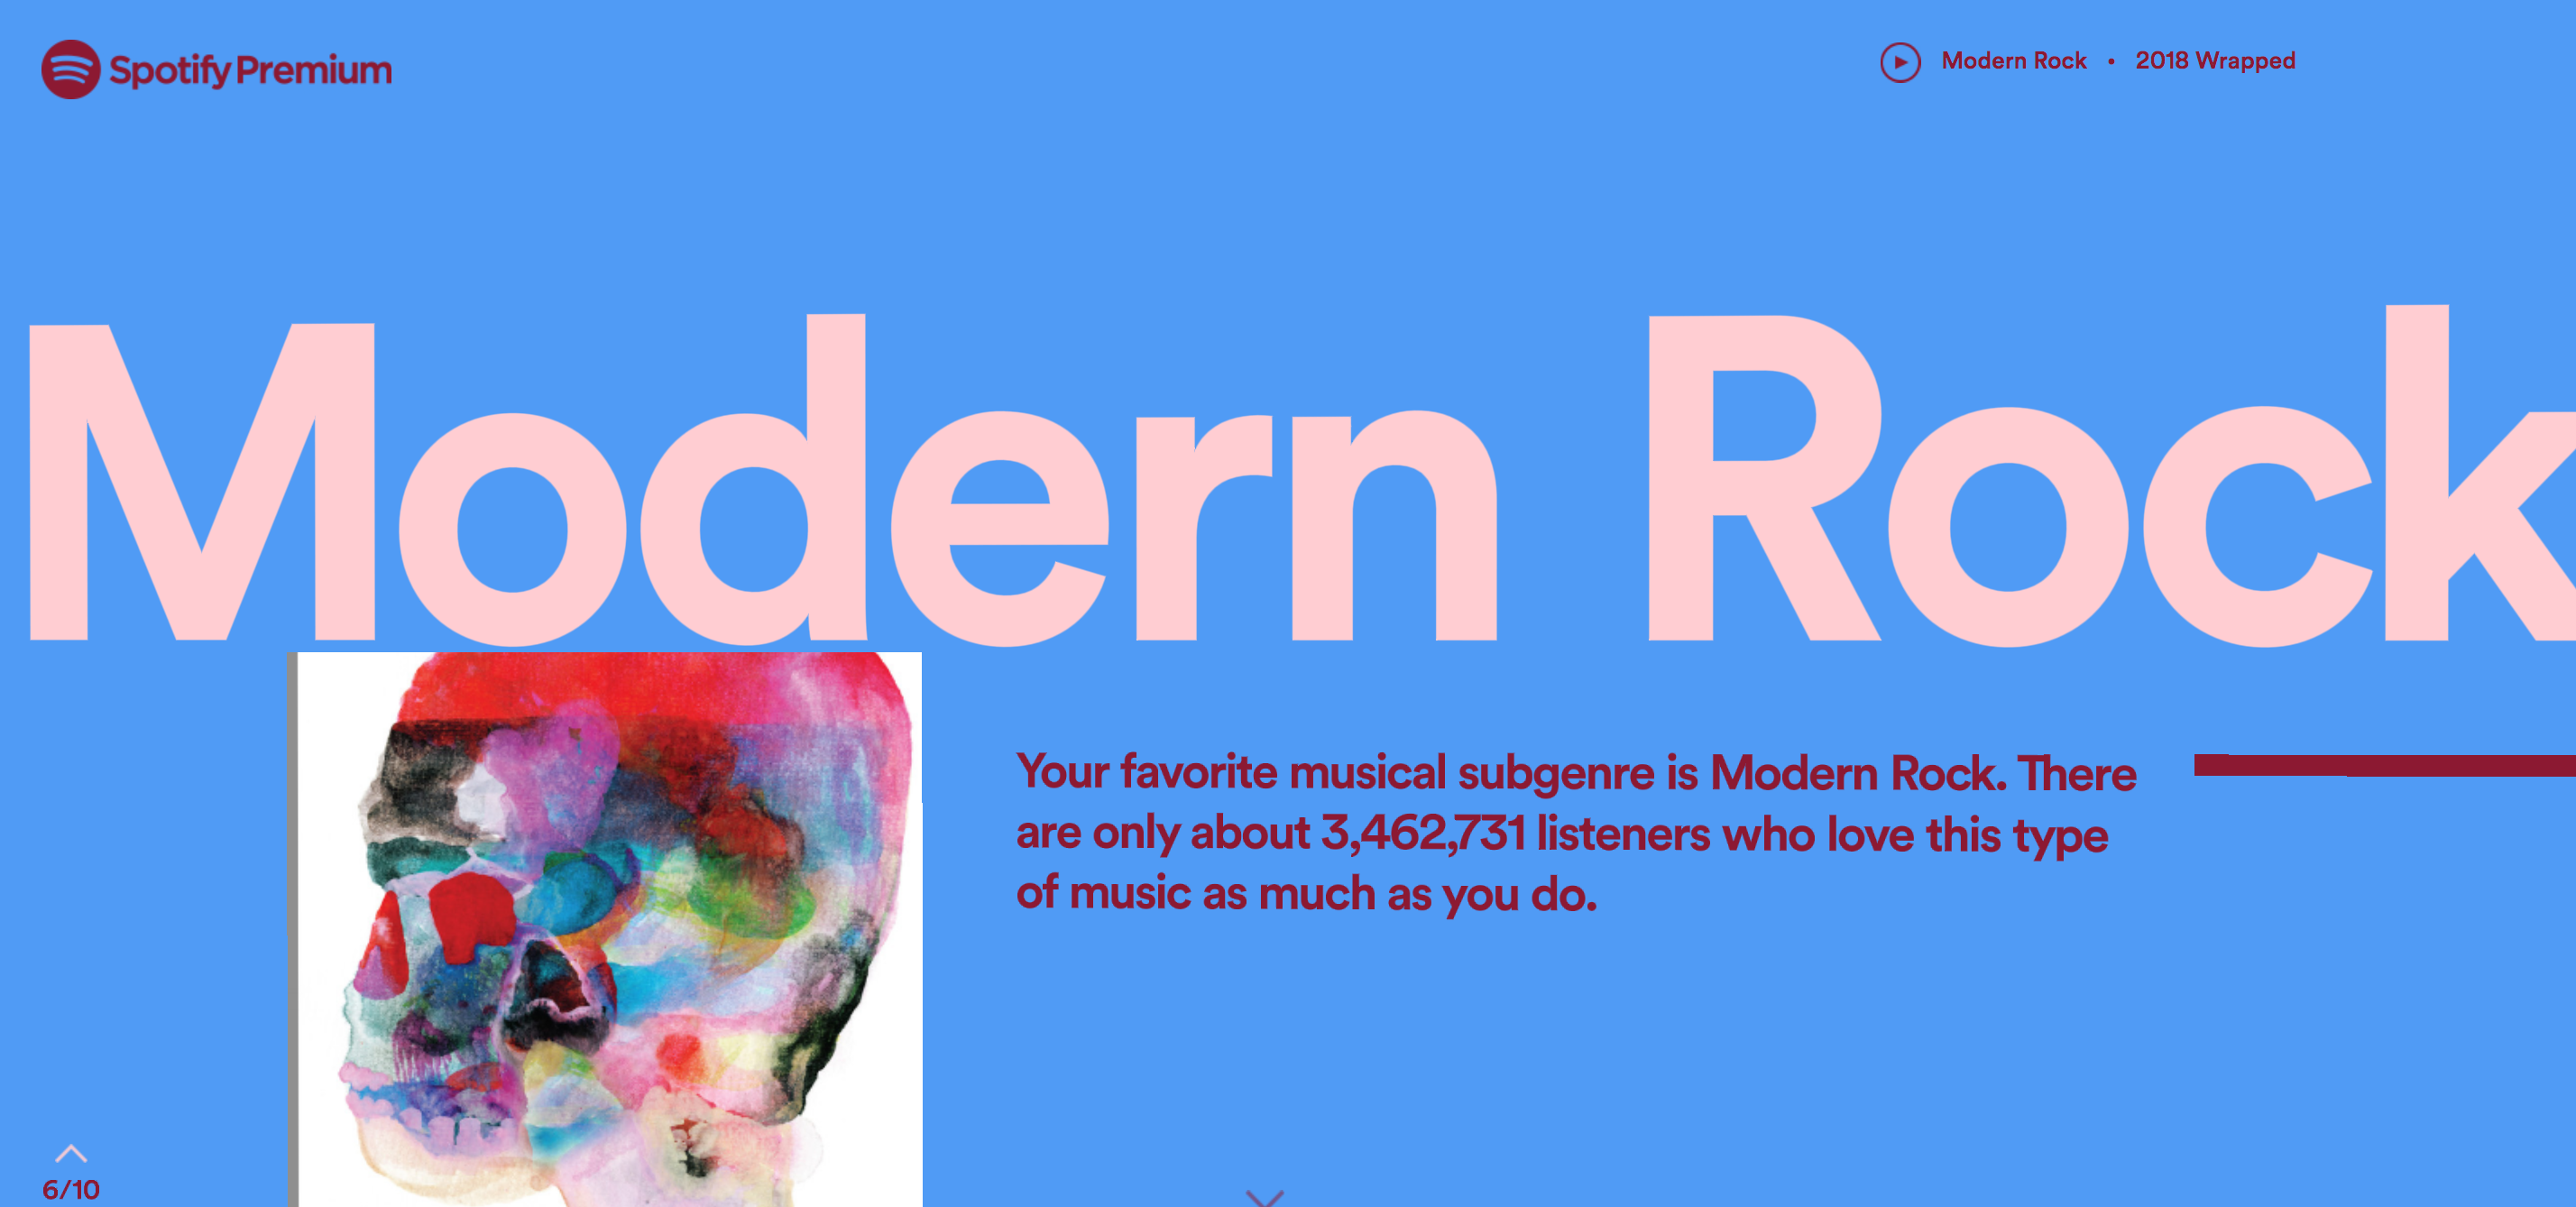 Spotify Premium
Modern Rock • 2018 Wrapped
Modern Rock
Your favorite musical subgenre is Modern Rock. There
are only about 3,462,731 listeners who love this type
of music as much as you do.
6/10